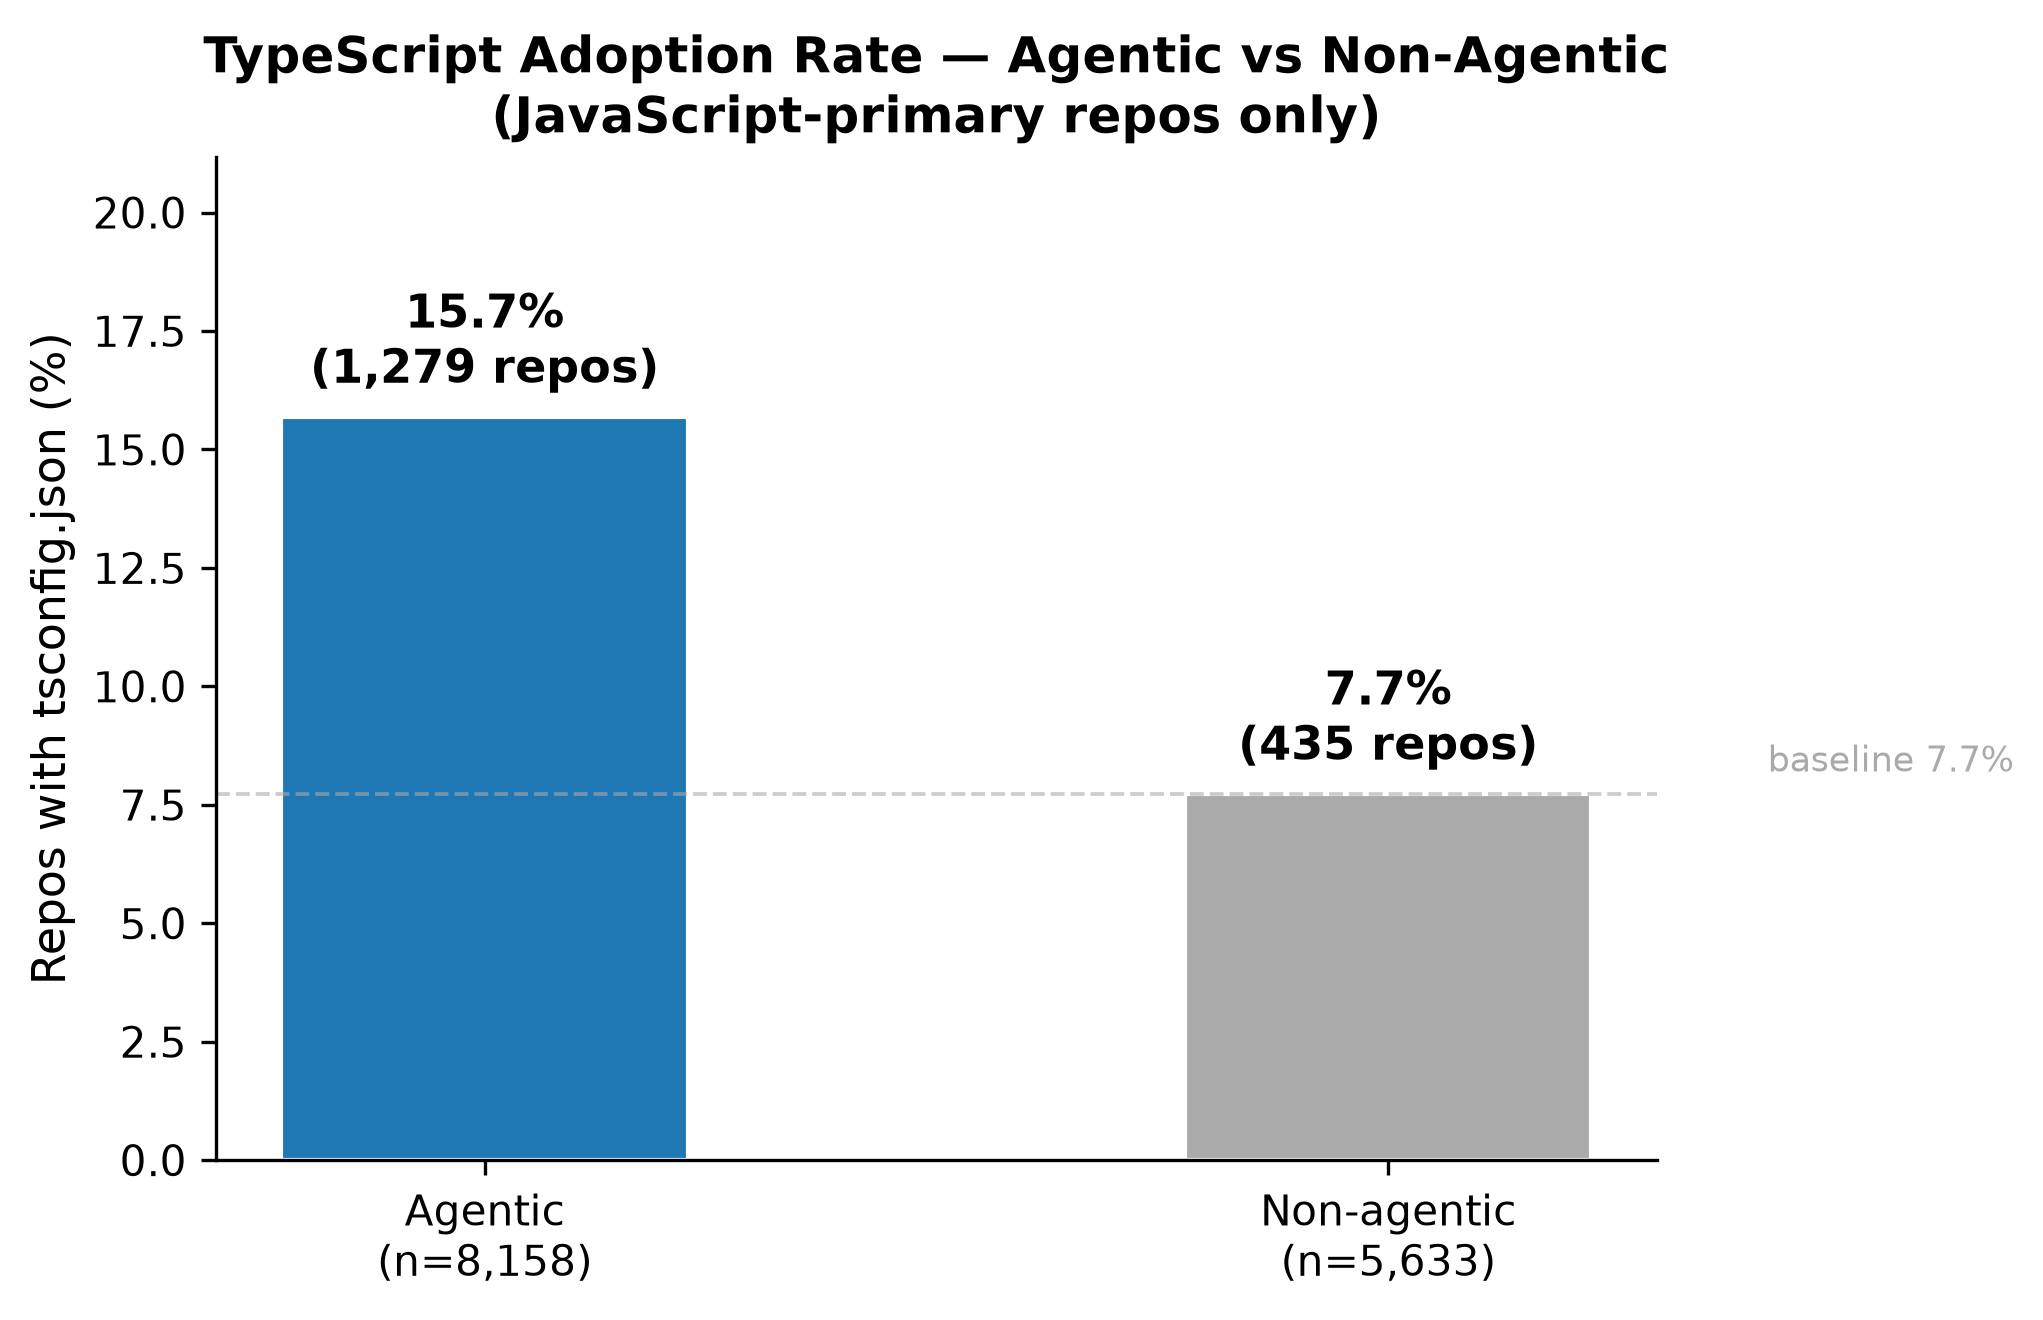 TypeScript Adoption Rate — Agentic vs Non-Agentic
(JavaScript-primary repos only)
Repos with tsconfig.json (%)
20.0
17.5
15.0
12.5
10.0
7.5
5.0
2.5
0.0
15.7%
(1,279 repos)
7.7%
(435 repos)
baseline 7.7%
Agentic
(n=8,158)
Non-agentic
(n=5,633)